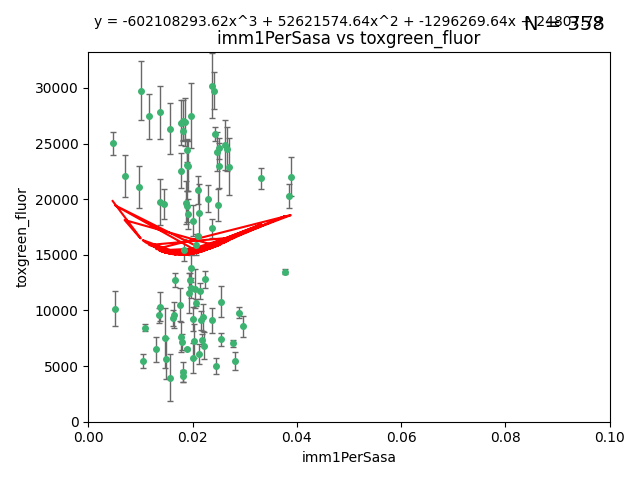 y = -602108293.62x^3 + 52621574.64x^2 + -1296269.64x +
N = 358
imm1PerSasa vs toxgreen_fluor
30000
25000
20000
15000
10000
5000
0
toxgreen_fluor
0.00 0.02 0.04 0.06 0.08 0.10
imm1PerSasa